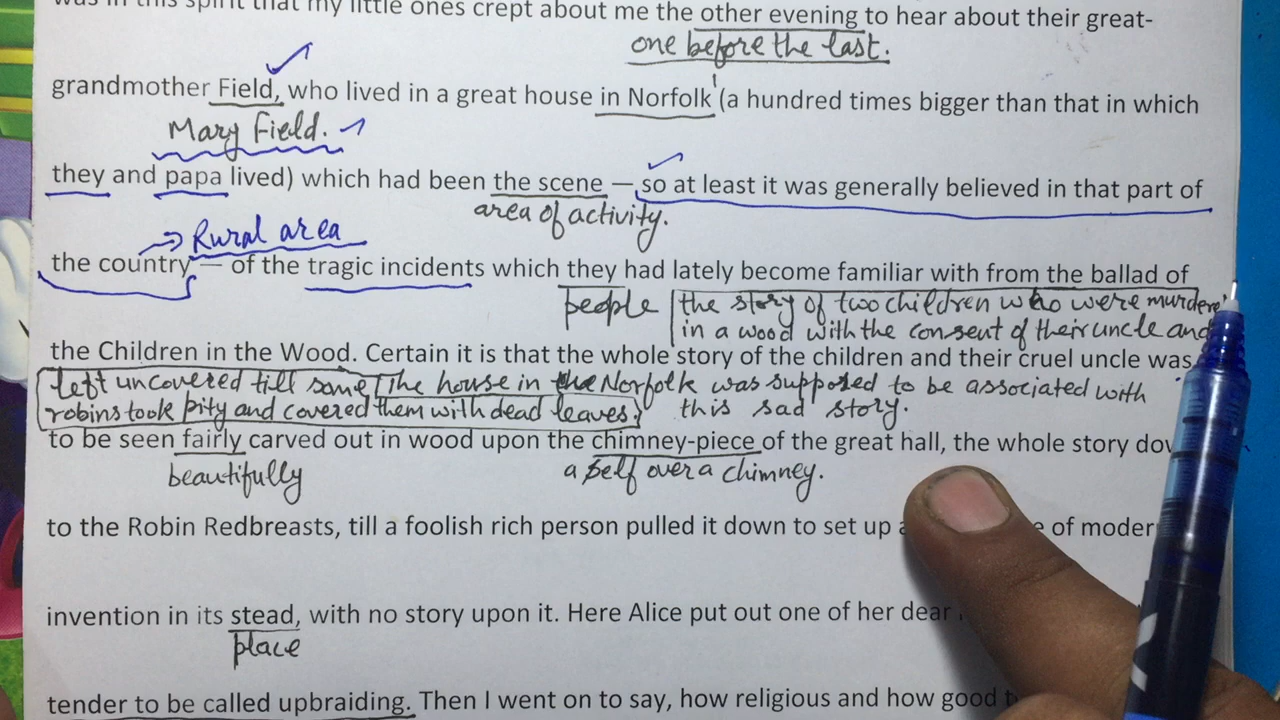 was in this spirit that my little ones crept about me the other evening to hear about their great-
one before the last.
grandmother Field, who lived in a great house in Norfolk (a hundred times bigger than that in which
Mary Field.
they and papa lived) which had been the scene — so at least it was generally believed in that part of
area of activity.
Rural area
the country — of the tragic incidents which they had lately become familiar with from the ballad of
people the story of two children who were murdered
in a wood with the consent of their uncle and
the Children in the Wood. Certain it is that the whole story of the children and their cruel uncle was
left uncovered till some The house in the Norfolk was supposed to be associated with
robins took pity and covered them with dead leaves. this sad story.
to be seen fairly carved out in wood upon the chimney-piece of the great hall, the whole story
beautifully a self over a chimney.
to the Robin Redbreasts, till a foolish rich person pulled it down to set up of
invention in its stead, with no story upon it. Here Alice put out one of her dear
place
tender to be called upbraiding. Then I went on to say, how religious and how good